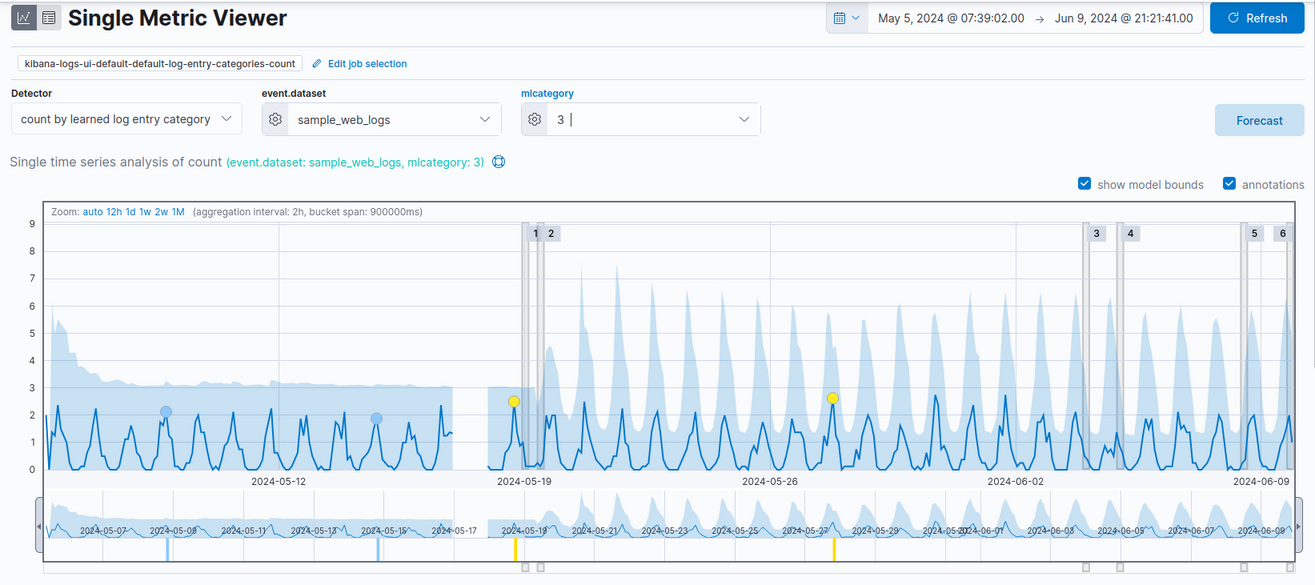 Single Metric Viewer
May 5, 2024 @ 07:39:02.00 → Jun 9, 2024 @ 21:21:41.00
Refresh
kibana-logs-ui-default-default-log-entry-categories-count
Edit job selection
Detector
event.dataset
mlcategory
count by learned log entry category
sample_web_logs
3
Forecast
Single time series analysis of count (event.dataset: sample_web_logs, mlcategory: 3)
show model bounds
annotations
Zoom: auto 12h 1d 1w 2w 1M (aggregation interval: 2h, bucket span: 900000ms)
9
1 2 3 4 5 6
8
7
6
5
4
3
2
1
0
2024-05-12 2024-05-19 2024-05-26 2024-06-02 2024-06-09
2024-05-07 2024-05-09 2024-05-11 2024-05-13 2024-05-15 2024-05-17 2024-05-19 2024-05-21 2024-05-23 2024-05-25 2024-05-27 2024-05-29 2024-06-01 2024-06-03 2024-06-05 2024-06-07 2024-06-09